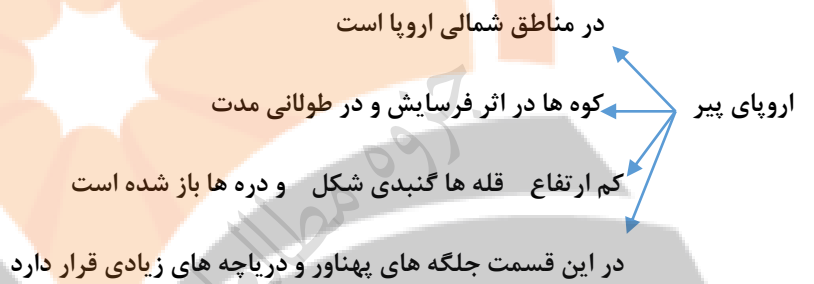 در مناطق شمالی اروپا است
اروپای پیر
کوه ها در اثر فرسایش و در طولانی مدت
کم ارتفاع قله ها گنبدی شکل و دره ها باز شده است
در این قسمت جلگه های پهناور و دریاچه های زیادی قرار دارد
جزوه